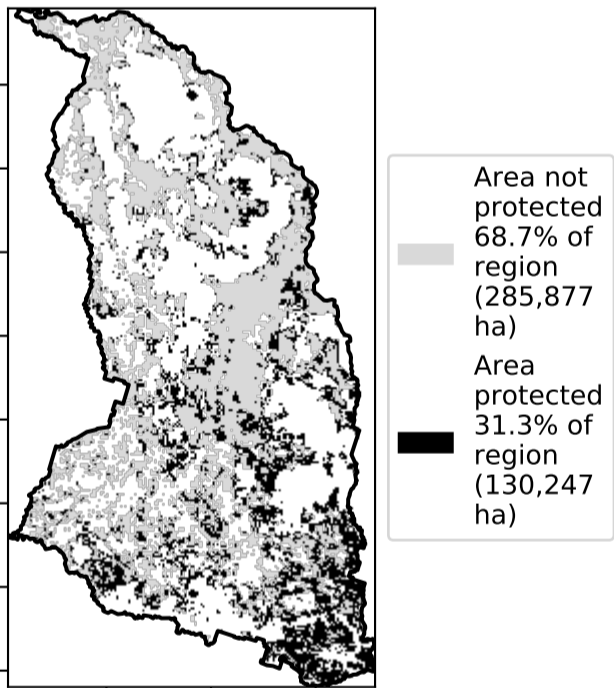 Area not
protected
68.7% of
region
(285,877
ha)
Area
protected
31.3% of
region
(130,247
ha)